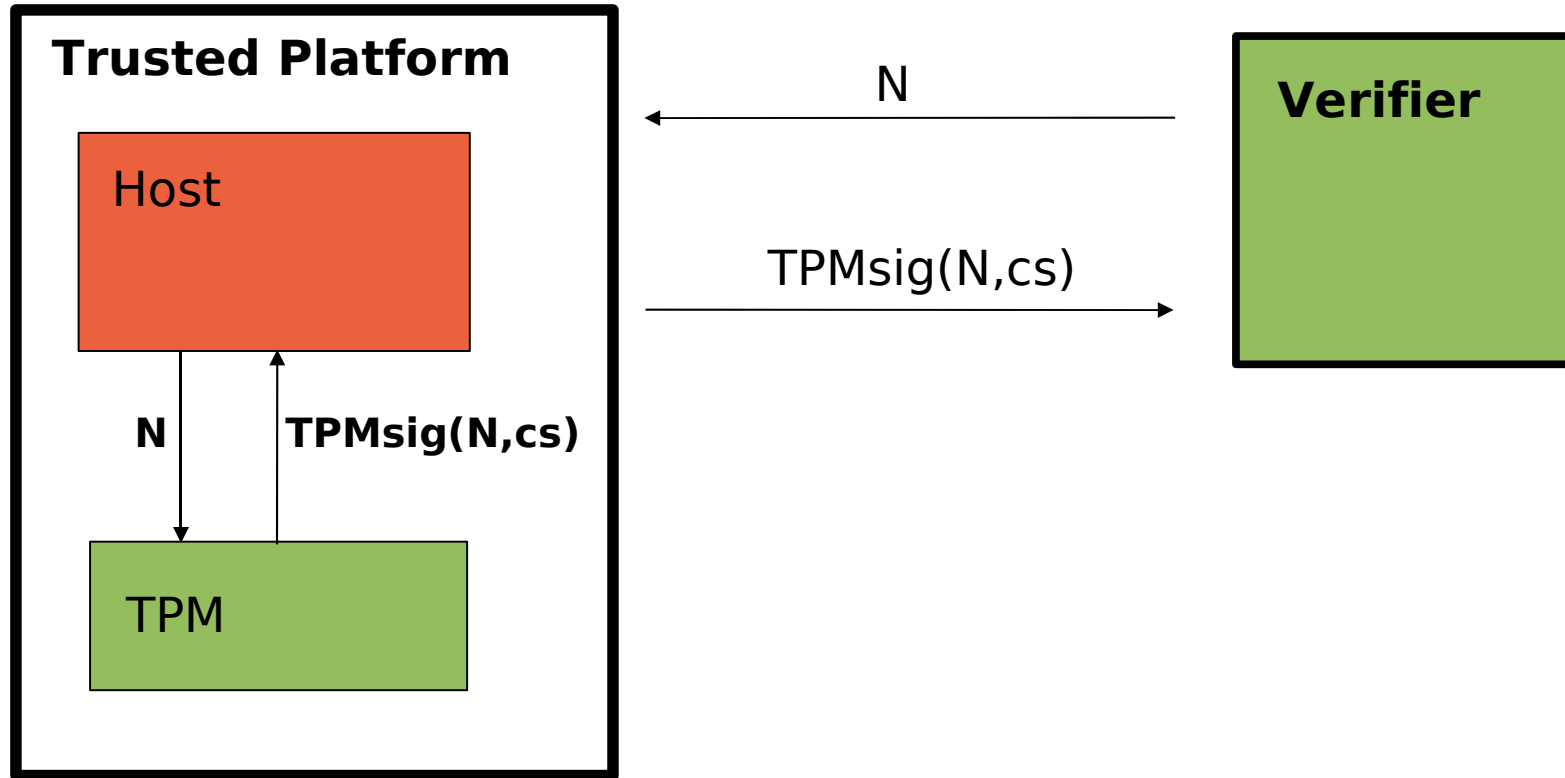 Trusted Platform
Host
N
TPMsig(N,cs)
TPM
N
TPMsig(N,cs)
Verifier